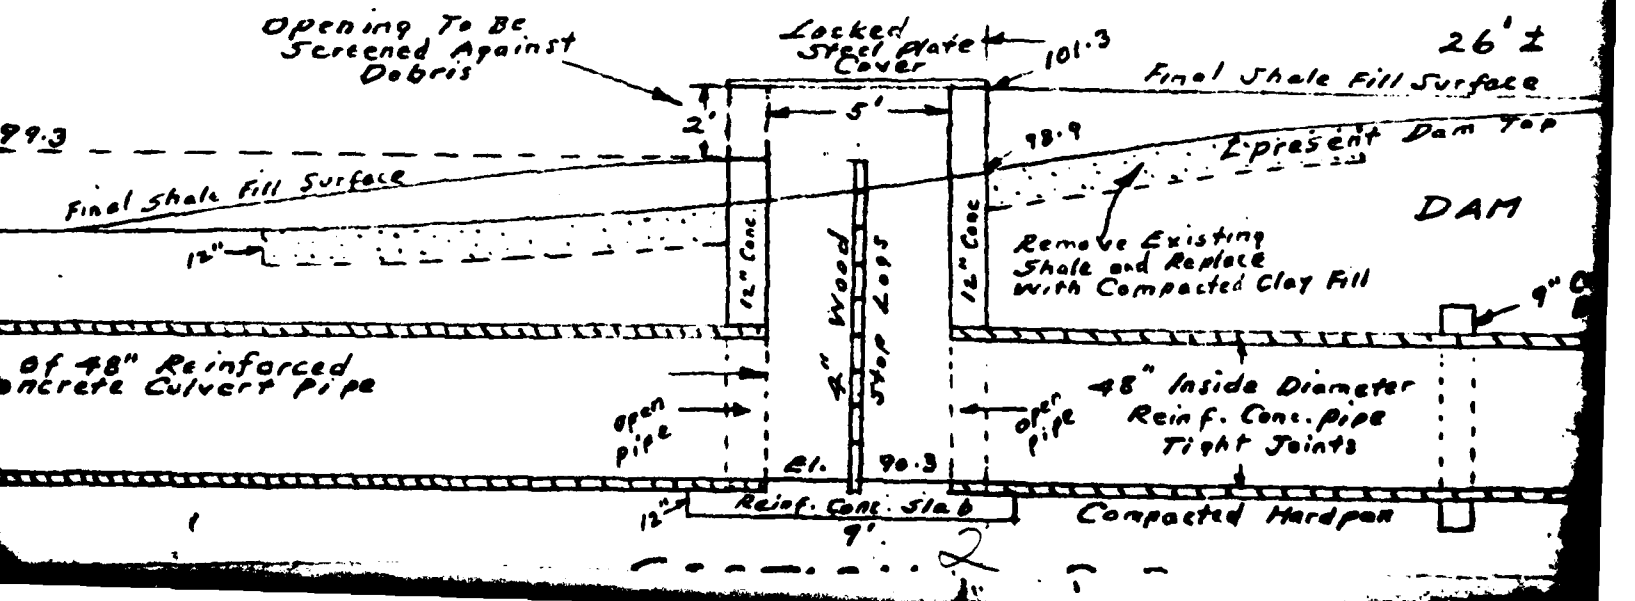 Opening To Be
Screened Against
Debris
Locked
Steel Plate
Cover
101.3
26' ±
Final Shale Fill Surface
2'
5'
99.3
98.9
Present Dam Top
Final Shale Fill Surface
DAM
12"
12" Conc.
4" Wood
Stop Logs
12" Conc
Remove Existing
Shale and Replace
With Compacted Clay Fill
9"
of 48" Reinforced
oncrete Culvert Pipe
open
pipe
open
pipe
48" Inside Diameter
Reinf. Conc. pipe
Tight Joints
El. 90.3
12"
Reinf. Conc. Slab
Compacted Hardpan
9'
2